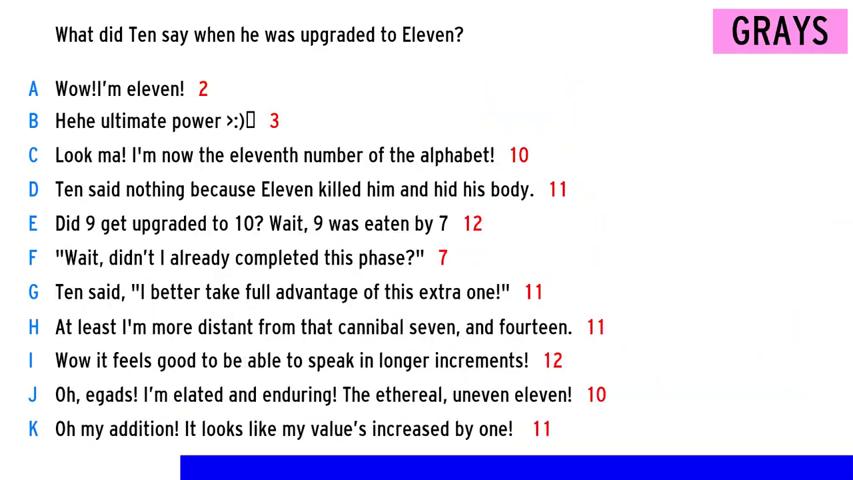 What did Ten say when he was upgraded to Eleven?
GRAYS
A Wow!I'm eleven! 2
B Hehe ultimate power >:)▯ 3
C Look ma! I'm now the eleventh number of the alphabet! 10
D Ten said nothing because Eleven killed him and hid his body. 11
E Did 9 get upgraded to 10? Wait, 9 was eaten by 7 12
F "Wait, didn't I already completed this phase?" 7
G Ten said, "I better take full advantage of this extra one!" 11
H At least I'm more distant from that cannibal seven, and fourteen. 11
I Wow it feels good to be able to speak in longer increments! 12
J Oh, egads! I'm elated and enduring! The ethereal, uneven eleven! 10
K Oh my addition! It looks like my value's increased by one! 11